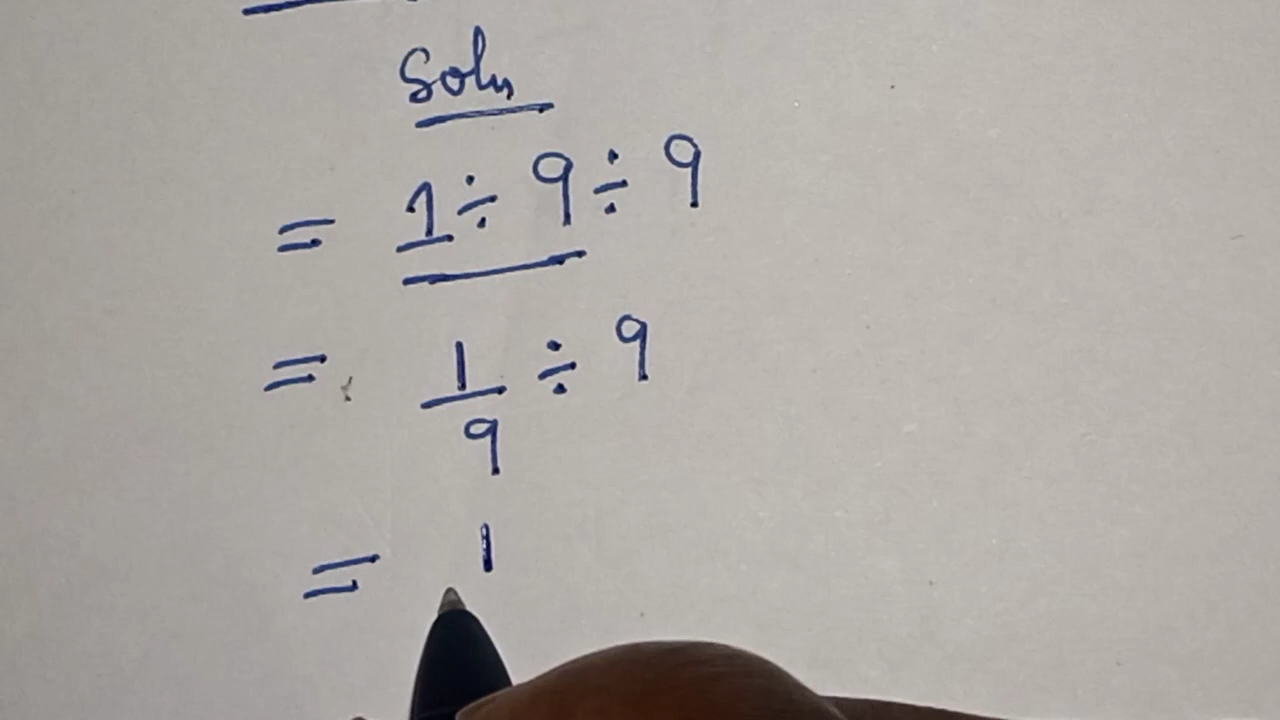 Soln
= 1 ÷ 9 ÷ 9
= 1/9 ÷ 9
= 1